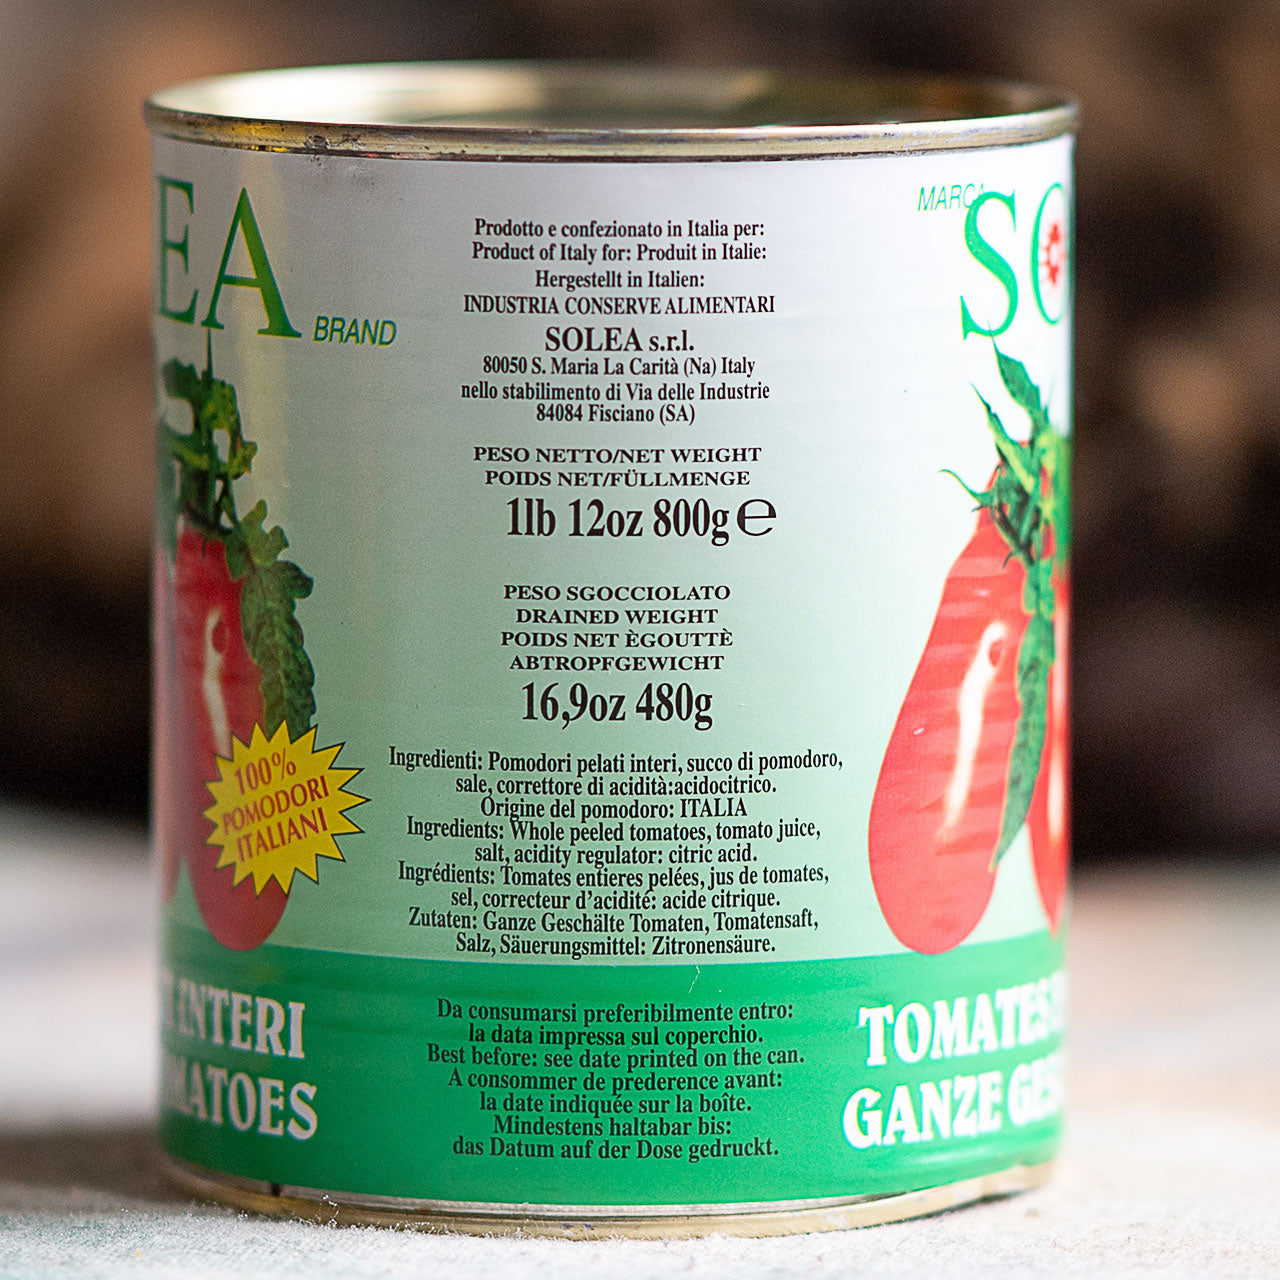 EA BRAND
100%
POMODORI
ITALIANI
INTERI
MATOES
Prodotto e confezionato in Italia per:
Product of Italy for: Produit in Italie:
Hergestellt in Italien:
INDUSTRIA CONSERVE ALIMENTARI
SOLEA s.r.l.
80050 S. Maria La Carità (Na) Italy
nello stabilimento di Via delle Industrie
84084 Fisciano (SA)
PESO NETTO/NET WEIGHT
POIDS NET/FÜLLMENGE
1lb 12oz 800g ℮
PESO SGOCCIOLATO
DRAINED WEIGHT
POIDS NET ÈGOUTTÈ
ABTROPFGEWICHT
16,9oz 480g
Ingredienti: Pomodori pelati interi, succo di pomodoro,
sale, correttore di acidità:acidocitrico.
Origine del pomodoro: ITALIA
Ingredients: Whole peeled tomatoes, tomato juice,
salt, acidity regulator: citric acid.
Ingrédients: Tomates entieres pelées, jus de tomates,
sel, correcteur d'acidité: acide citrique.
Zutaten: Ganze Geschälte Tomaten, Tomatensaft,
Salz, Säuerungsmittel: Zitronensäure.
Da consumarsi preferibilmente entro:
la data impressa sul coperchio.
Best before: see date printed on the can.
A consommer de prederence avant:
la date indiquée sur la boîte.
Mindestens haltabar bis:
das Datum auf der Dose gedruckt.
MARCA SO
TOMATES
GANZE GES